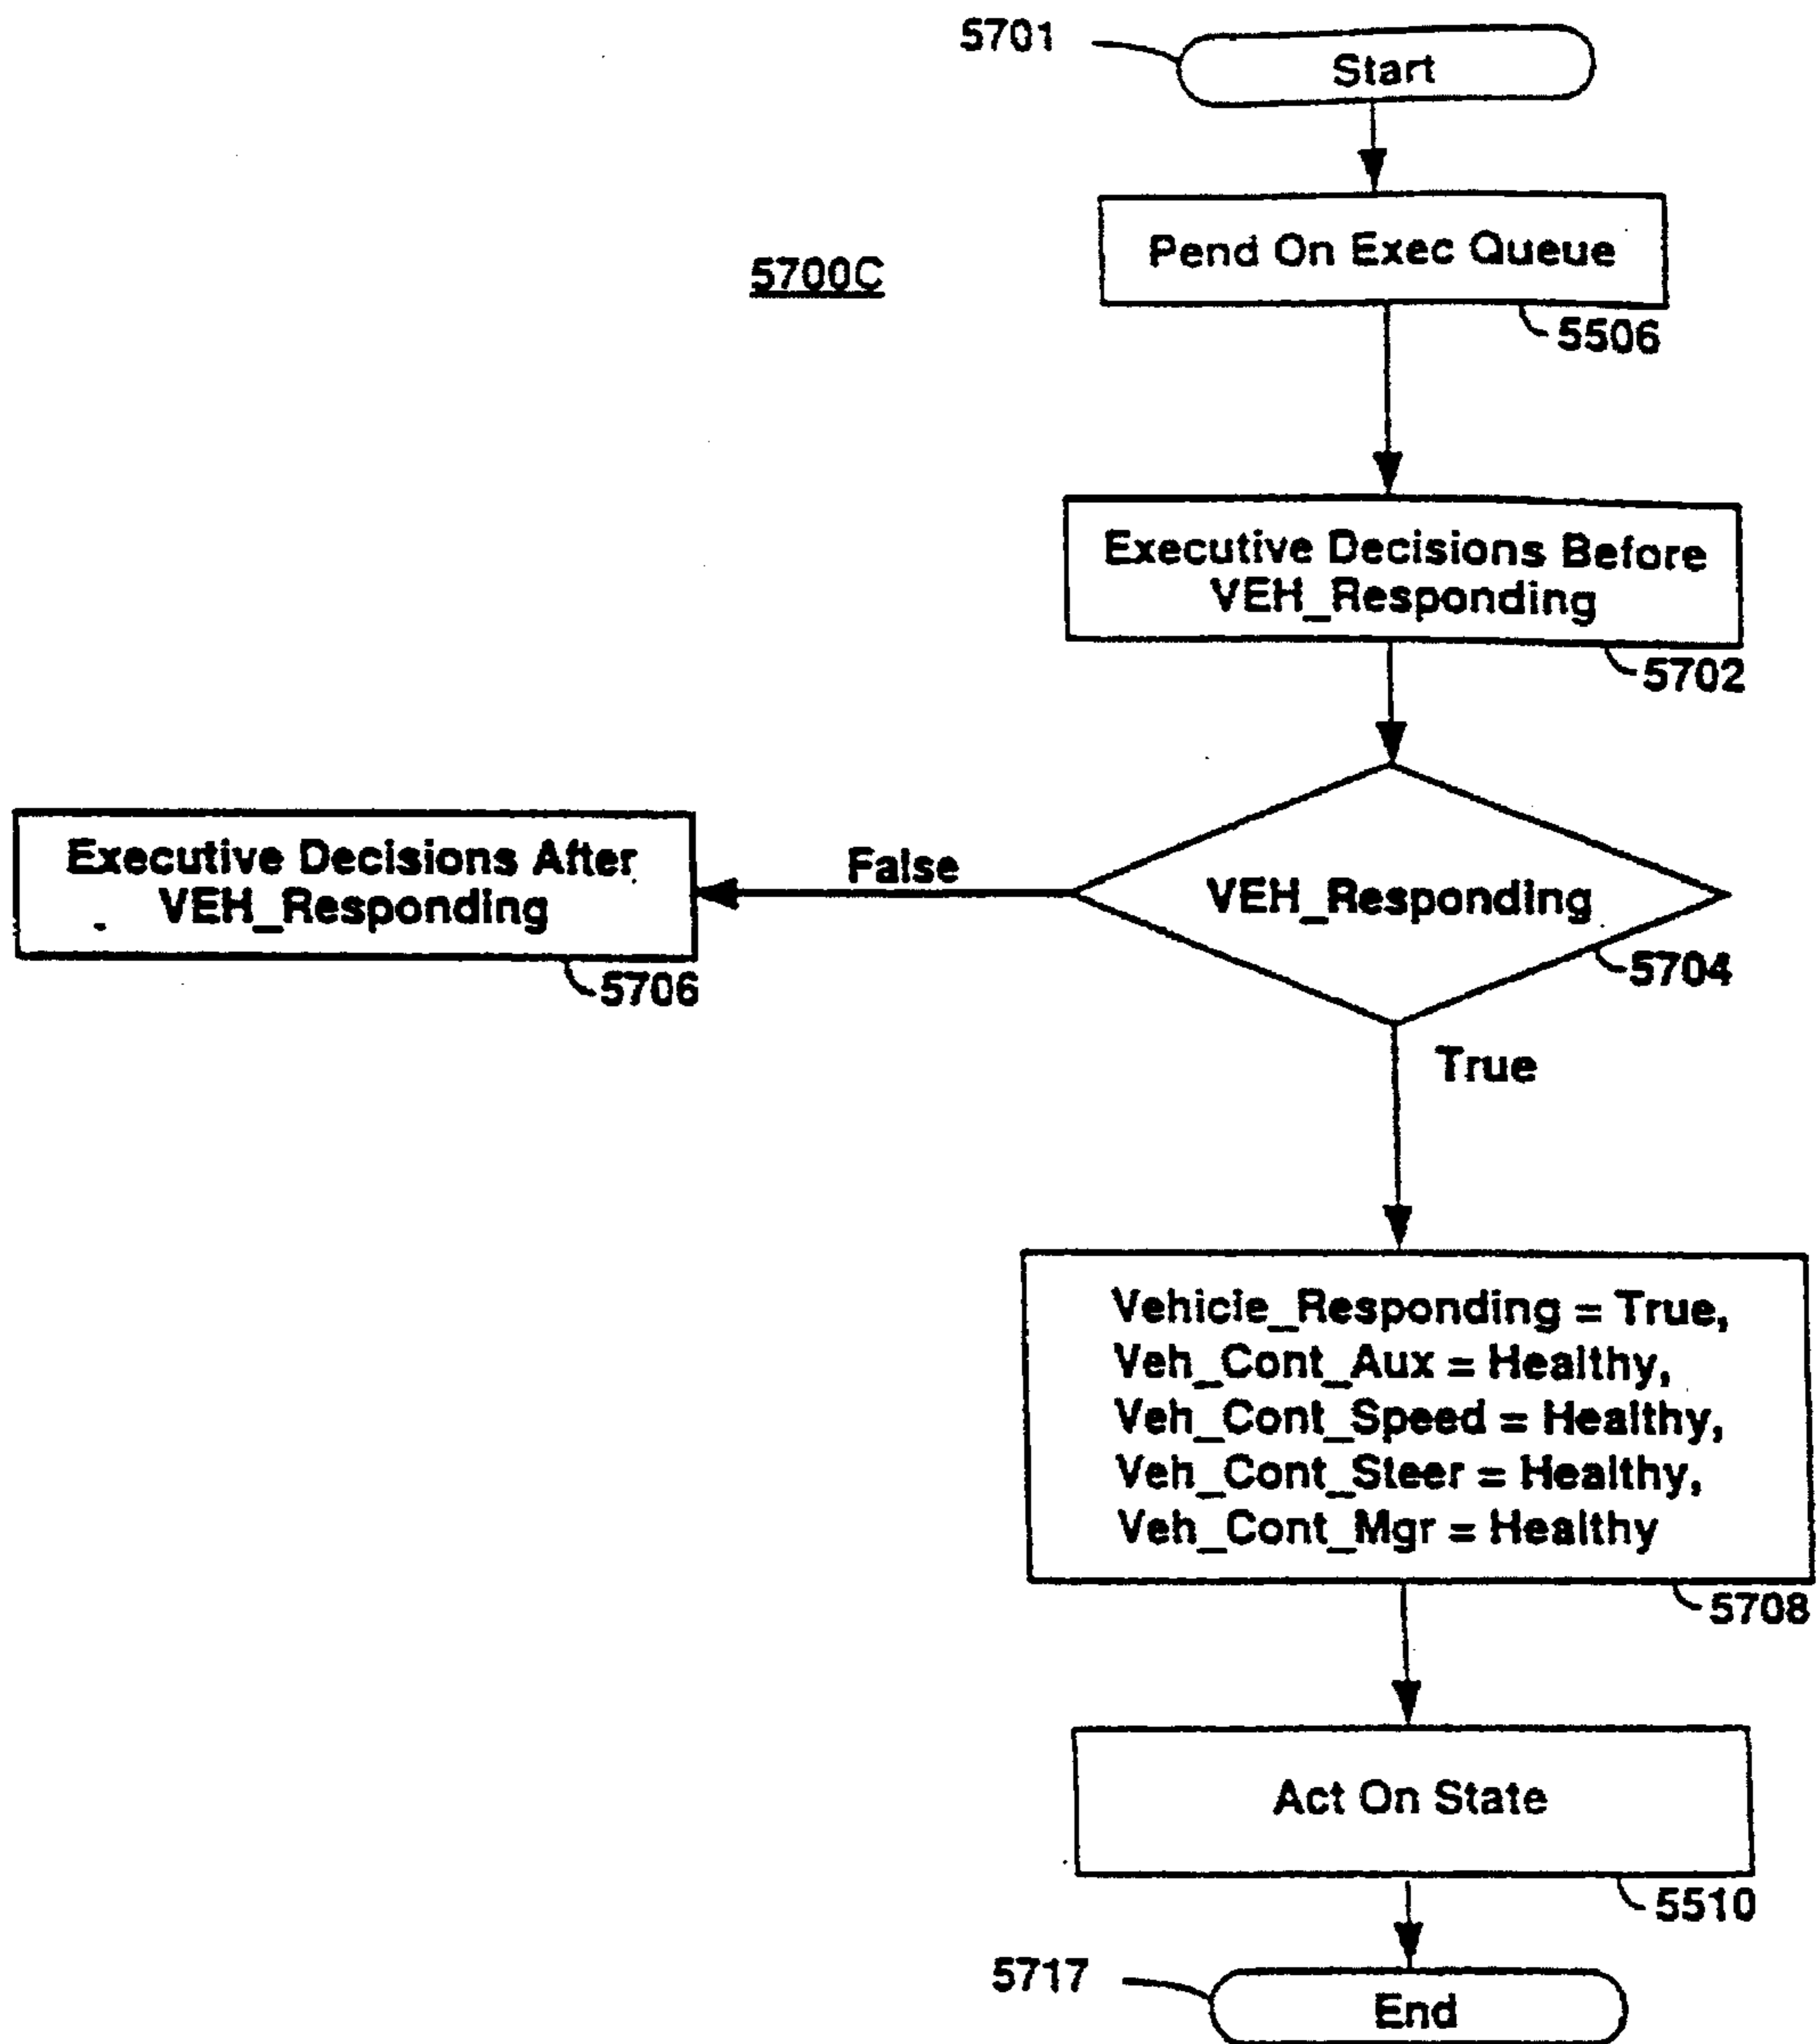 5701
Start
Pend On Exec Queue
5700C
5506
Executive Decisions Before
VEH_Responding
5702
Executive Decisions After
VEH_Responding
False
VEH_Responding
5706
5704
True
Vehicle_Responding = True,
Veh_Cont_Aux = Healthy,
Veh_Cont_Speed = Healthy,
Veh_Cont_Steer = Healthy,
Veh_Cont_Mgr = Healthy
5708
Act On State
5510
5717
End